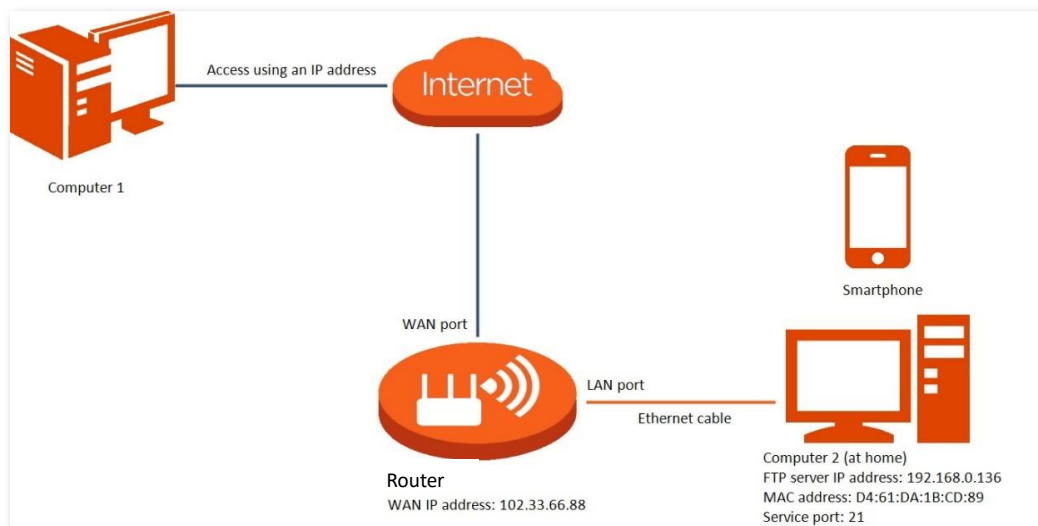 Access using an IP address
Internet
Computer 1
Smartphone
WAN port
LAN port
Ethernet cable
Router
WAN IP address: 102.33.66.88
Computer 2 (at home)
FTP server IP address: 192.168.0.136
MAC address: D4:61:DA:1B:CD:89
Service port: 21